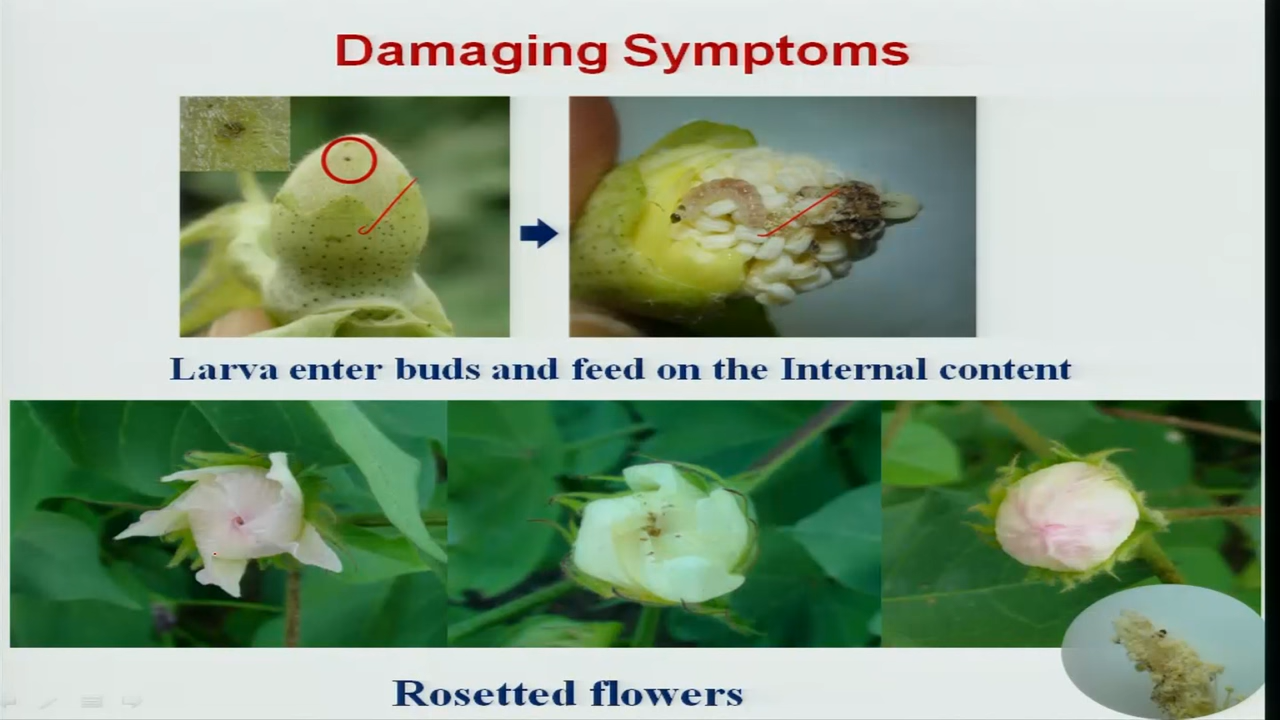 Damaging Symptoms
Larva enter buds and feed on the Internal content
Rosetted flowers